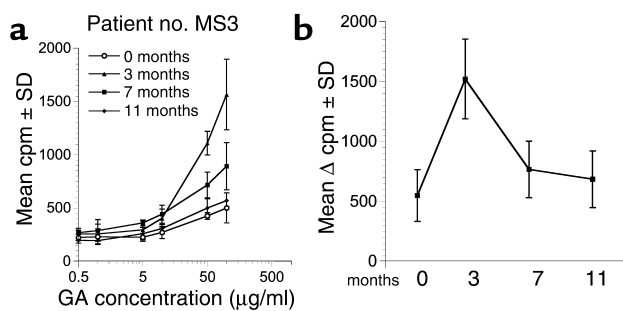 a
Patient no. MS3
0 months
3 months
7 months
11 months
Mean cpm ± SD
2000
1500
1000
500
0
0.5
5
50
500
GA concentration (μg/ml)
b
Mean Δ cpm ± SD
2000
1500
1000
500
0
months
0
3
7
11